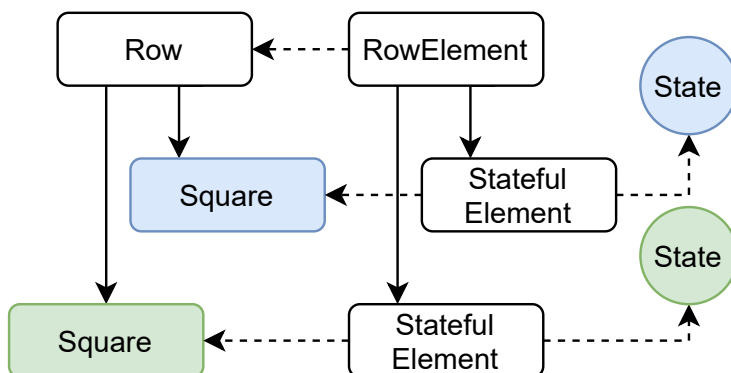 Row
RowElement
State
Square
Stateful
Element
State
Square
Stateful
Element